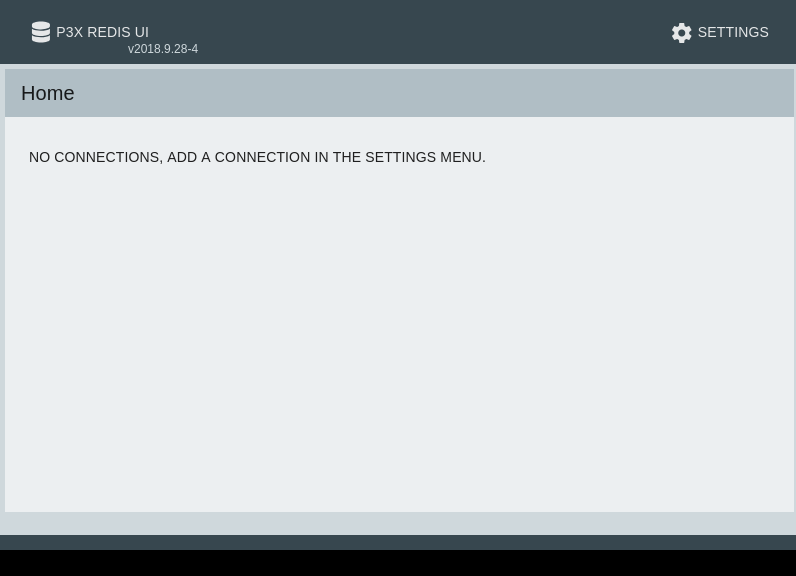 P3X REDIS UI
v2018.9.28-4
SETTINGS
Home
NO CONNECTIONS, ADD A CONNECTION IN THE SETTINGS MENU.